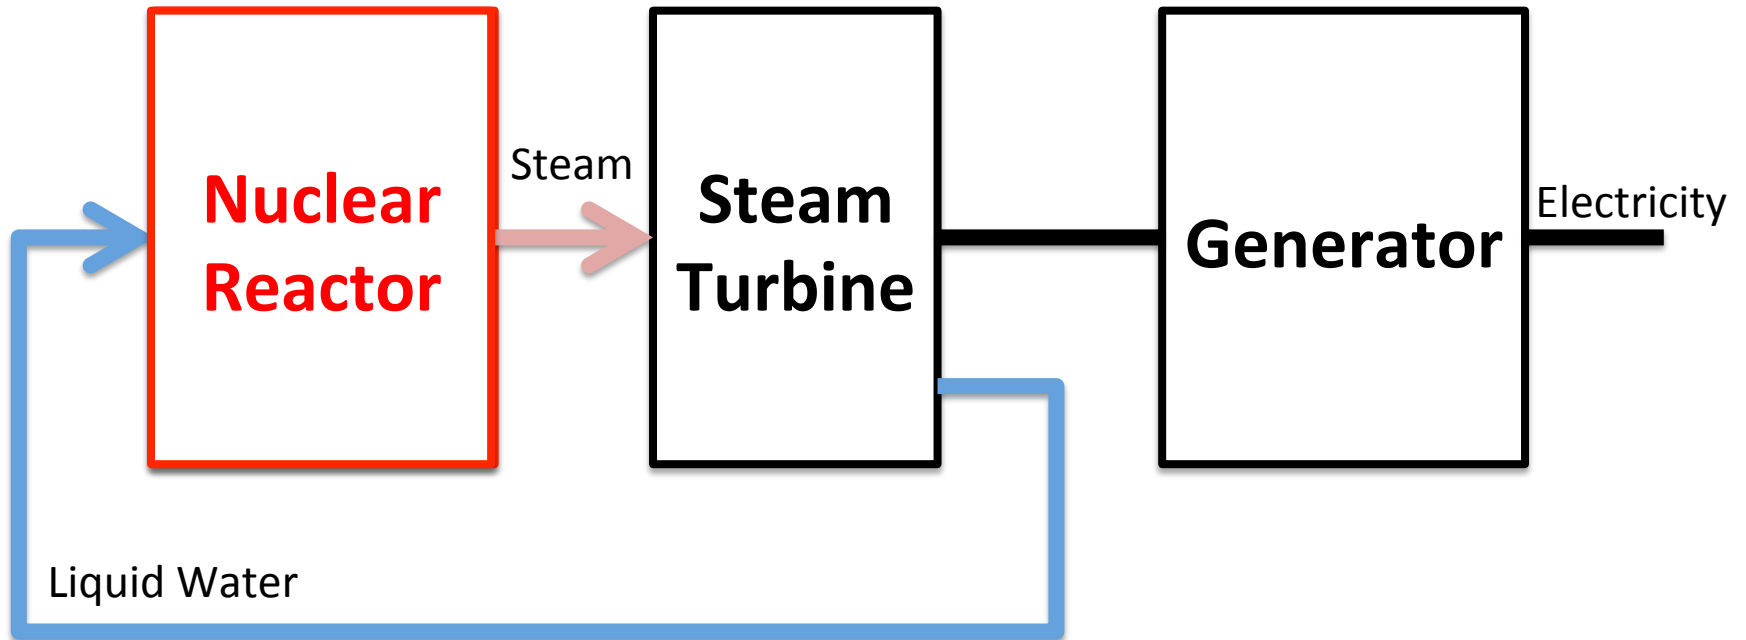 Nuclear
Reactor
Steam
Steam
Turbine
Generator
Electricity
Liquid Water